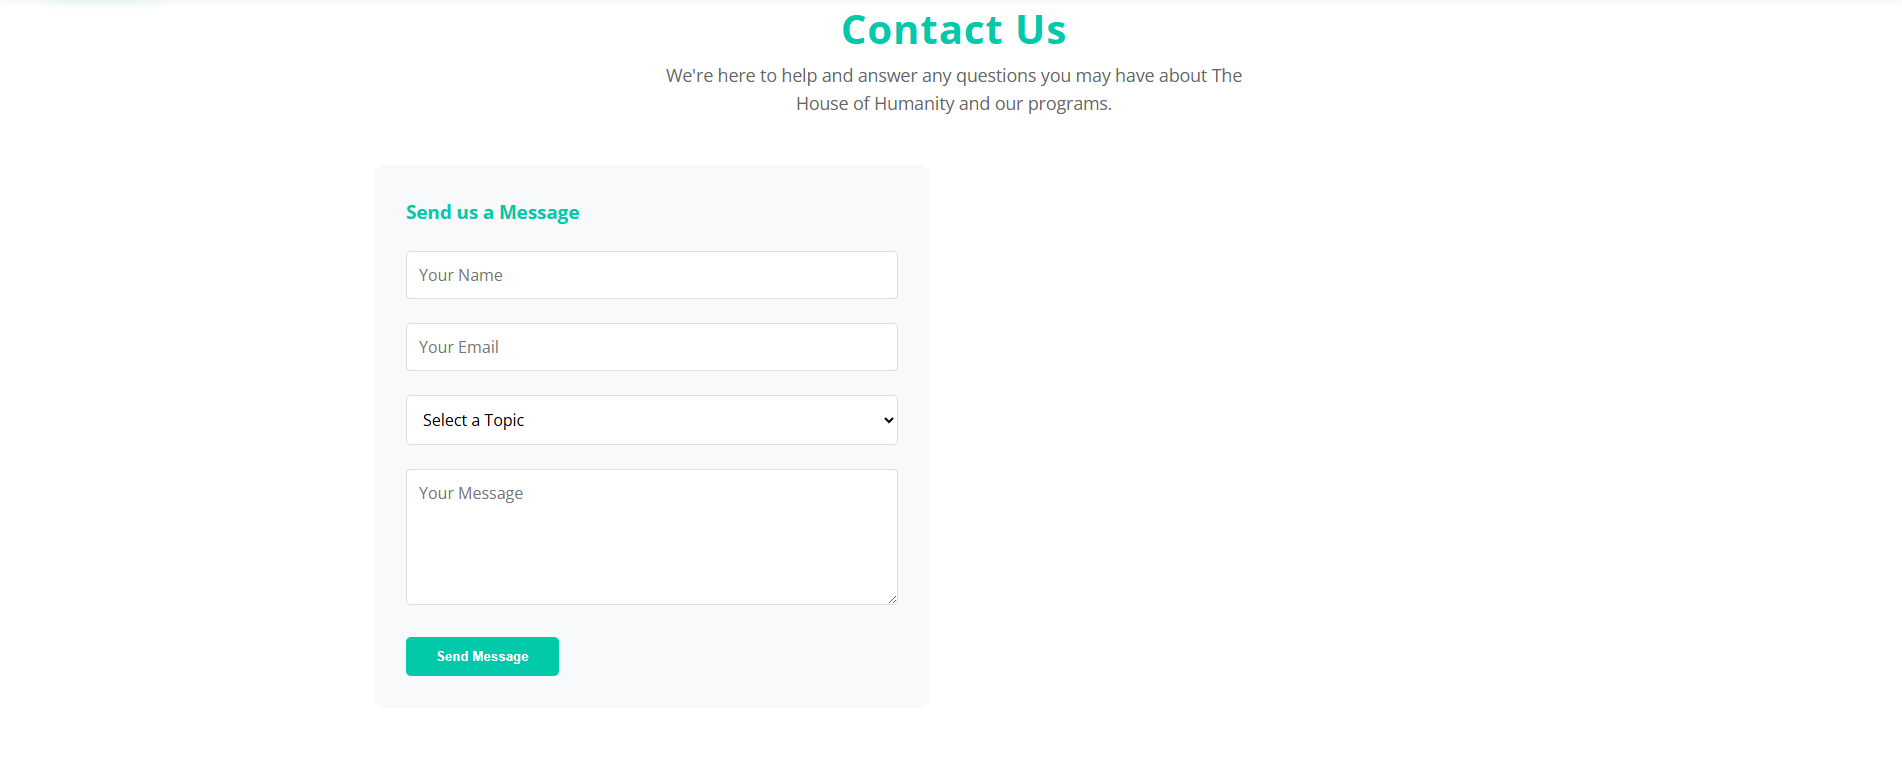 Contact Us
We're here to help and answer any questions you may have about The
House of Humanity and our programs.
Send us a Message
Your Name
Your Email
Select a Topic
Your Message
Send Message